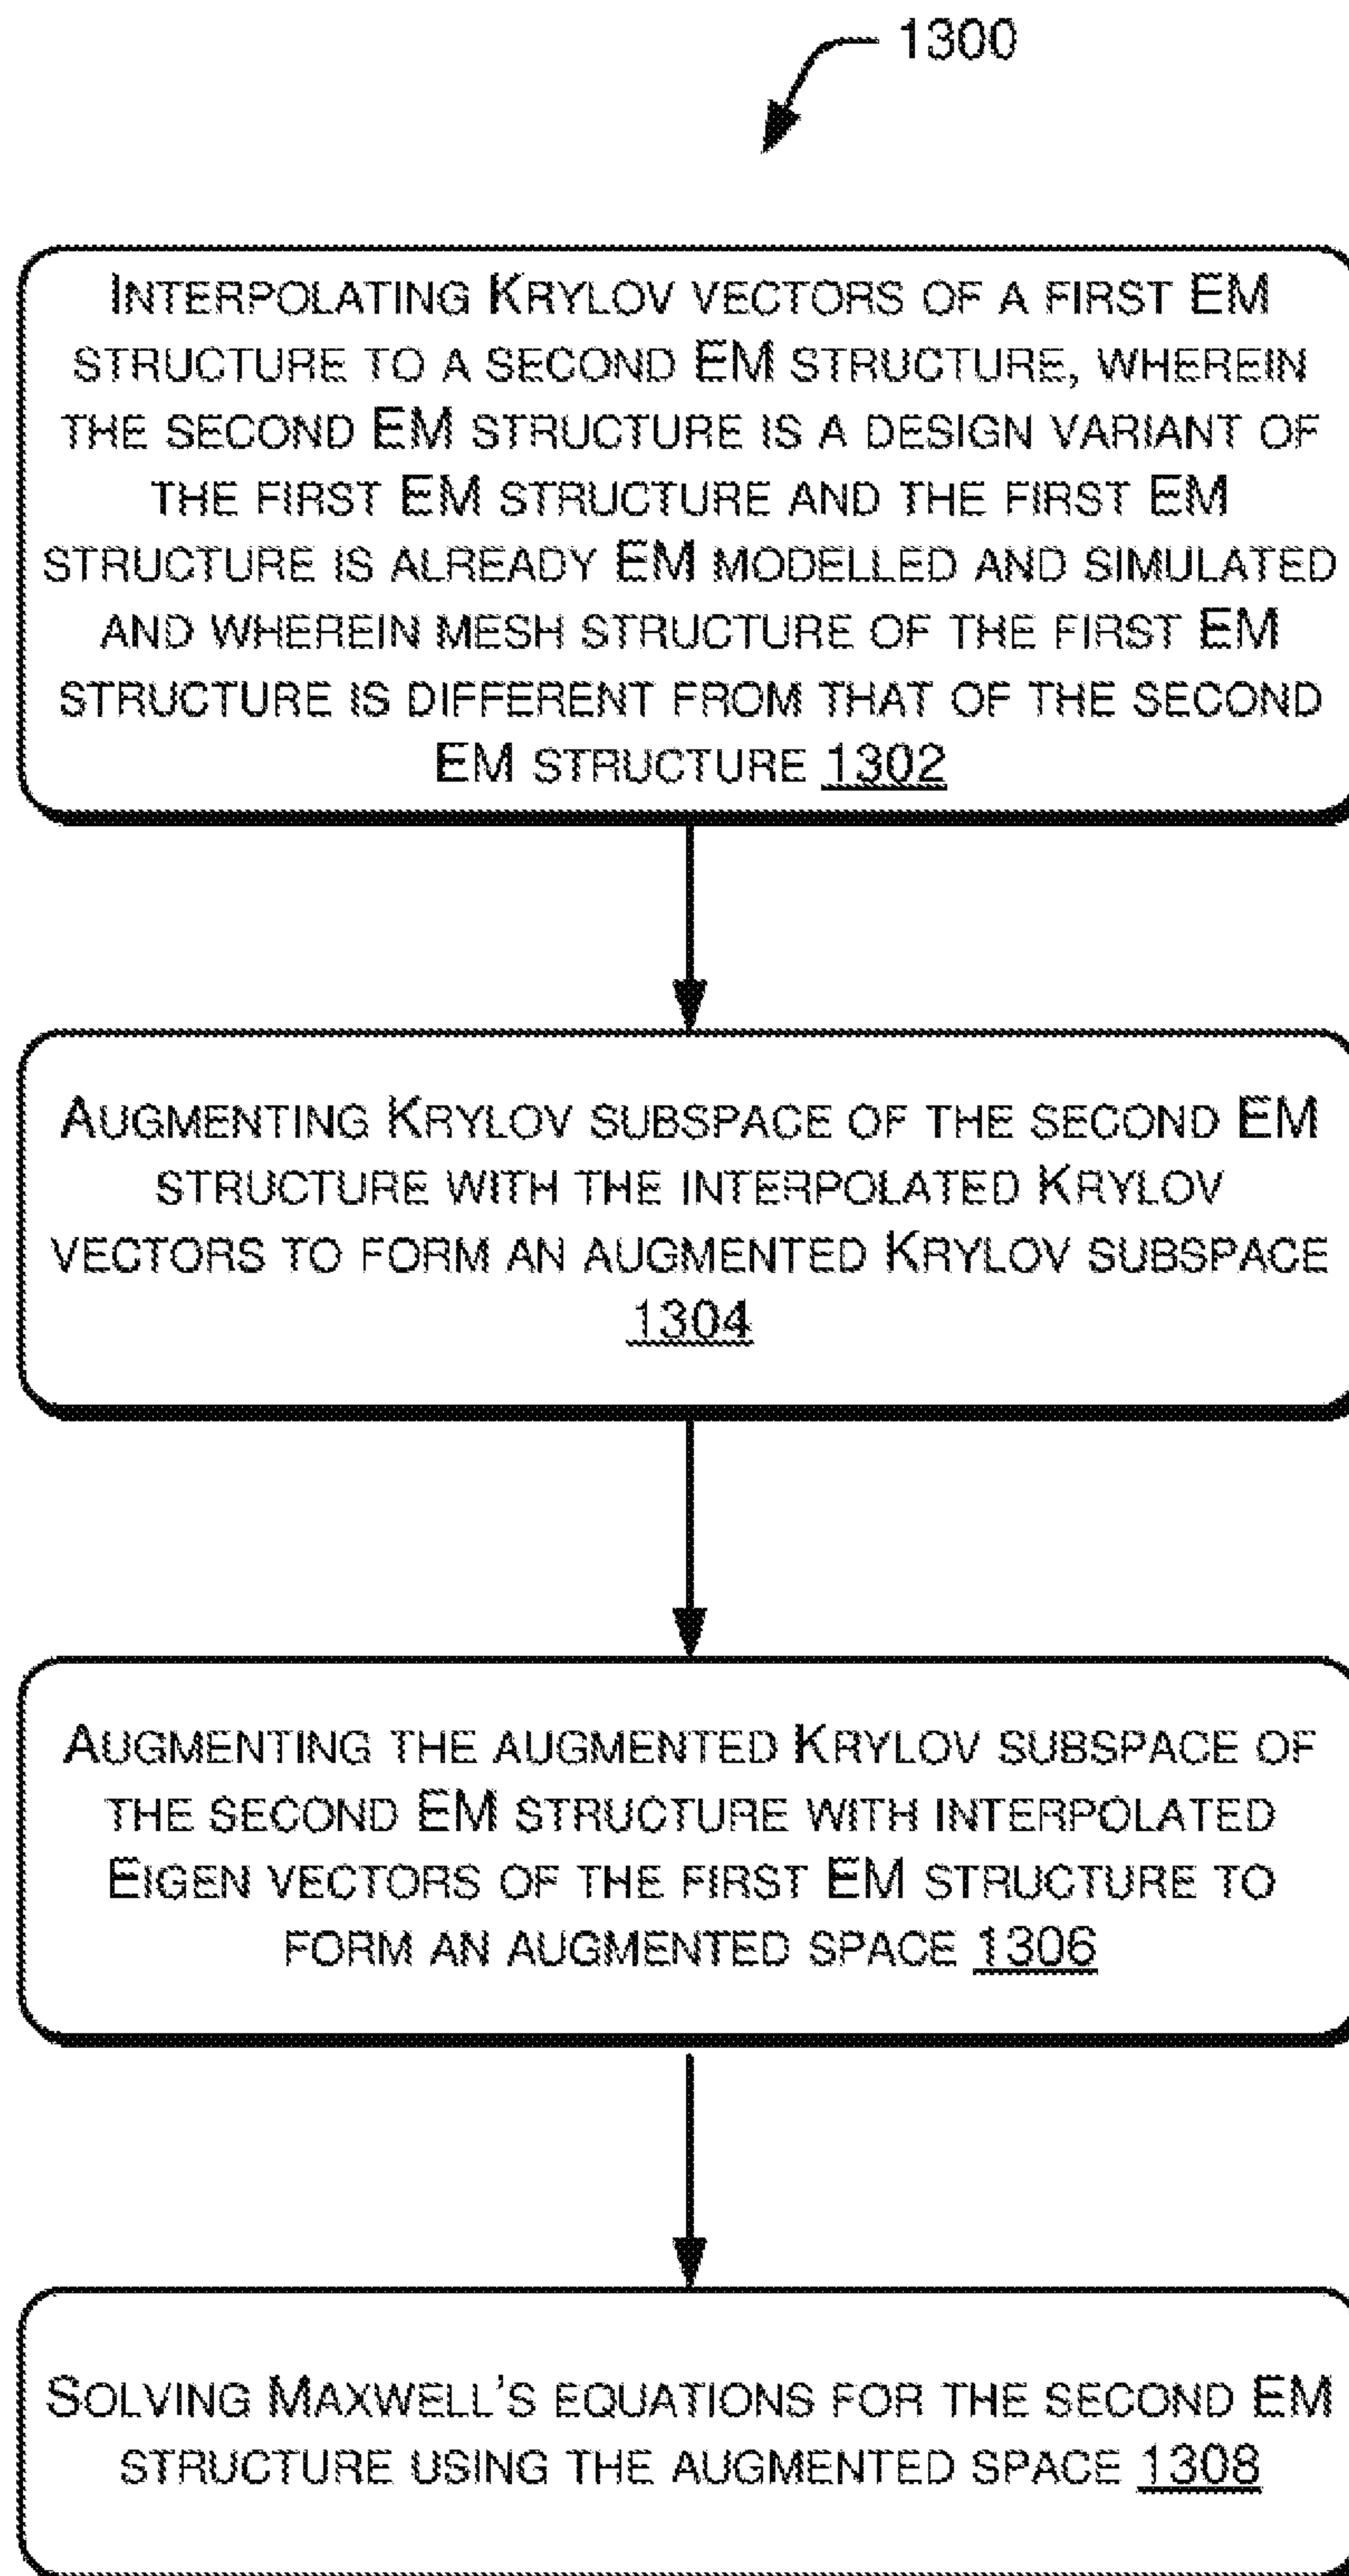 1300
INTERPOLATING KRYLOV VECTORS OF A FIRST EM
STRUCTURE TO A SECOND EM STRUCTURE, WHEREIN
THE SECOND EM STRUCTURE IS A DESIGN VARIANT OF
THE FIRST EM STRUCTURE AND THE FIRST EM
STRUCTURE IS ALREADY EM MODELLED AND SIMULATED
AND WHEREIN MESH STRUCTURE OF THE FIRST EM
STRUCTURE IS DIFFERENT FROM THAT OF THE SECOND
EM STRUCTURE 1302
AUGMENTING KRYLOV SUBSPACE OF THE SECOND EM
STRUCTURE WITH THE INTERPOLATED KRYLOV
VECTORS TO FORM AN AUGMENTED KRYLOV SUBSPACE
1304
AUGMENTING THE AUGMENTED KRYLOV SUBSPACE OF
THE SECOND EM STRUCTURE WITH INTERPOLATED
EIGEN VECTORS OF THE FIRST EM STRUCTURE TO
FORM AN AUGMENTED SPACE 1306
SOLVING MAXWELL'S EQUATIONS FOR THE SECOND EM
STRUCTURE USING THE AUGMENTED SPACE 1308